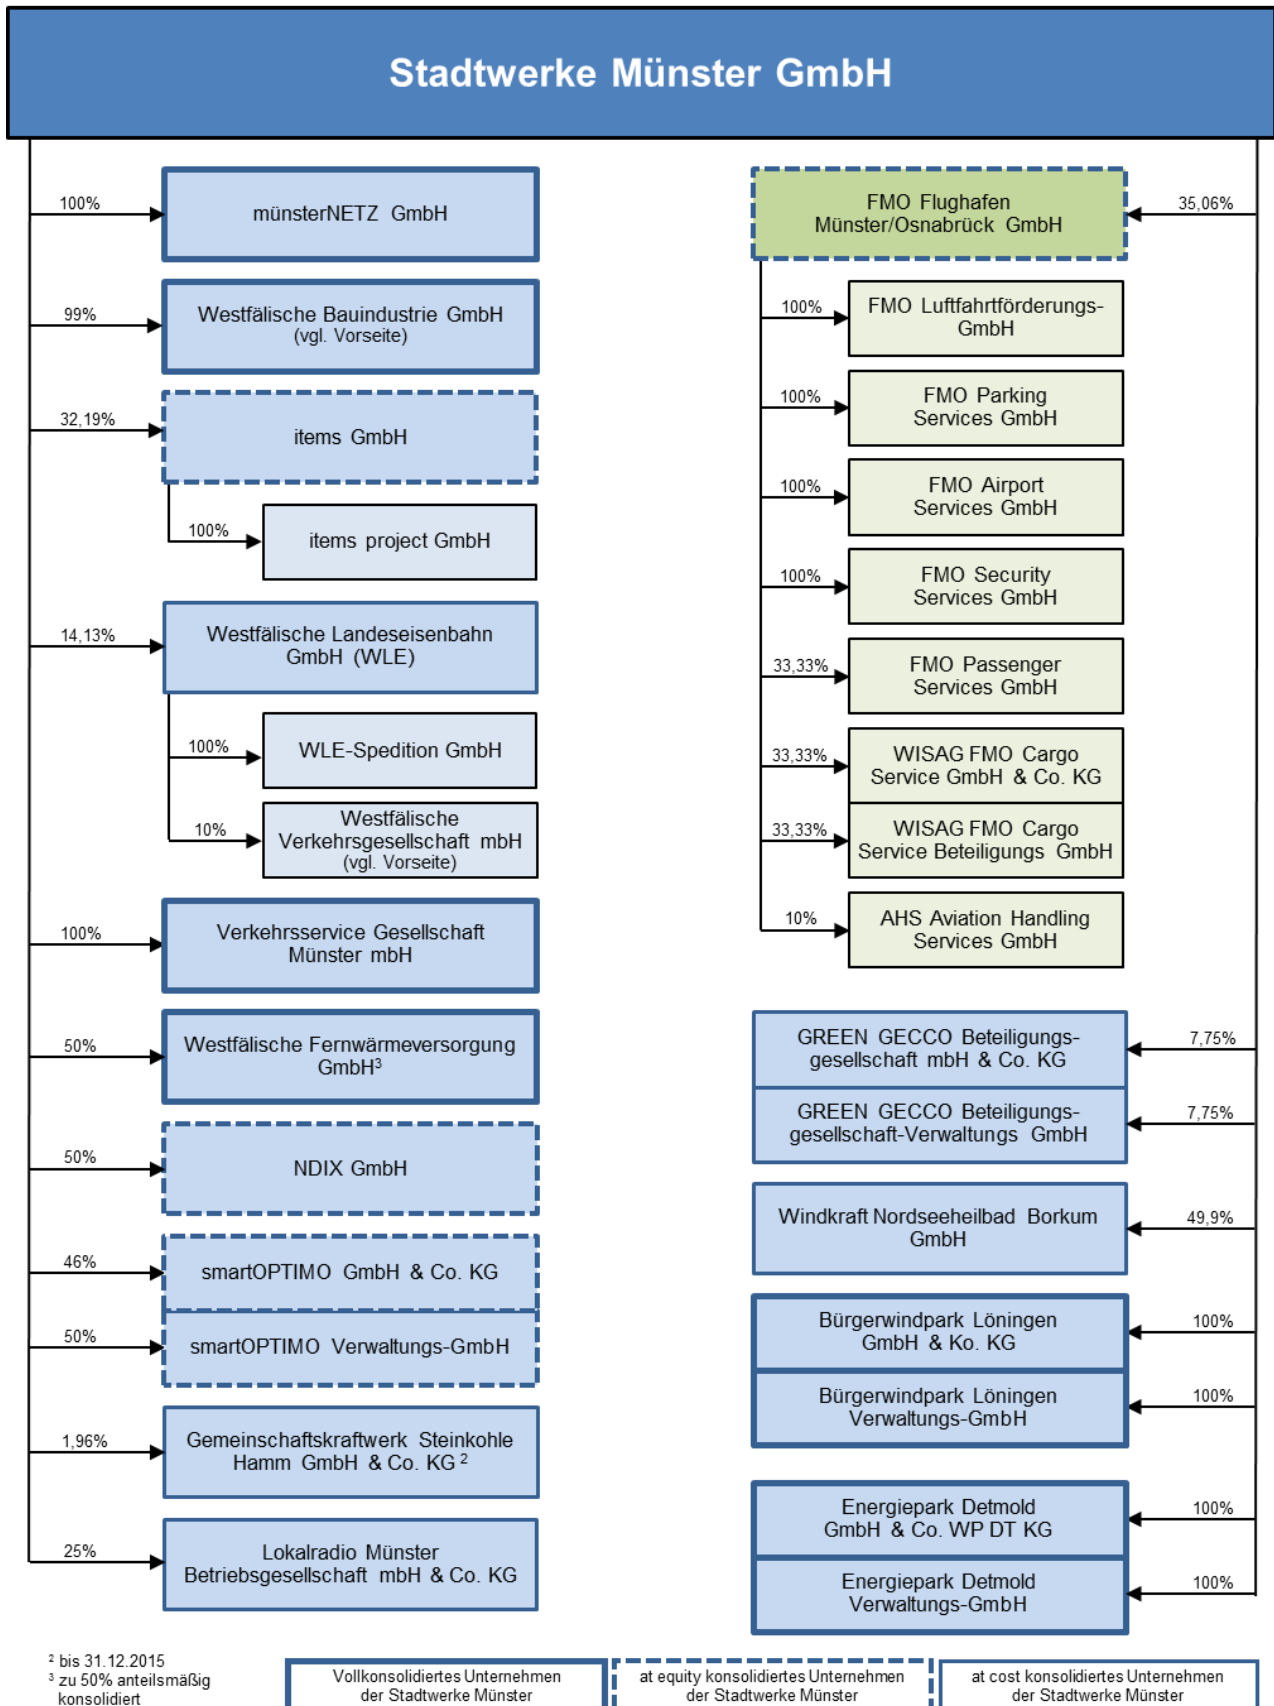 Stadtwerke Münster GmbH
100%
münsterNETZ GmbH
99%
Westfälische Bauindustrie GmbH
(vgl. Vorseite)
32,19%
items GmbH
100%
items project GmbH
14,13%
Westfälische Landeseisenbahn
GmbH (WLE)
100%
WLE-Spedition GmbH
10%
Westfälische
Verkehrsgesellschaft mbH
(vgl. Vorseite)
100%
Verkehrsservice Gesellschaft
Münster mbH
50%
Westfälische Fernwärmeversorgung
GmbH³
50%
NDIX GmbH
46%
smartOPTIMO GmbH & Co. KG
50%
smartOPTIMO Verwaltungs-GmbH
1,96%
Gemeinschaftskraftwerk Steinkohle
Hamm GmbH & Co. KG ²
25%
Lokalradio Münster
Betriebsgesellschaft mbH & Co. KG
FMO Flughafen
Münster/Osnabrück GmbH
35,06%
100%
FMO Luftfahrtförderungs-
GmbH
100%
FMO Parking
Services GmbH
100%
FMO Airport
Services GmbH
100%
FMO Security
Services GmbH
33,33%
FMO Passenger
Services GmbH
33,33%
WISAG FMO Cargo
Service GmbH & Co. KG
33,33%
WISAG FMO Cargo
Service Beteiligungs GmbH
10%
AHS Aviation Handling
Services GmbH
GREEN GECCO Beteiligungs-
gesellschaft mbH & Co. KG
7,75%
GREEN GECCO Beteiligungs-
gesellschaft-Verwaltungs GmbH
7,75%
Windkraft Nordseeheilbad Borkum
GmbH
49,9%
Bürgerwindpark Löningen
GmbH & Ko. KG
100%
Bürgerwindpark Löningen
Verwaltungs-GmbH
100%
Energiepark Detmold
GmbH & Co. WP DT KG
100%
Energiepark Detmold
Verwaltungs-GmbH
100%
² bis 31.12.2015
³ zu 50% anteilsmäßig
konsolidiert
Vollkonsolidiertes Unternehmen
der Stadtwerke Münster
at equity konsolidiertes Unternehmen
der Stadtwerke Münster
at cost konsolidiertes Unternehmen
der Stadtwerke Münster